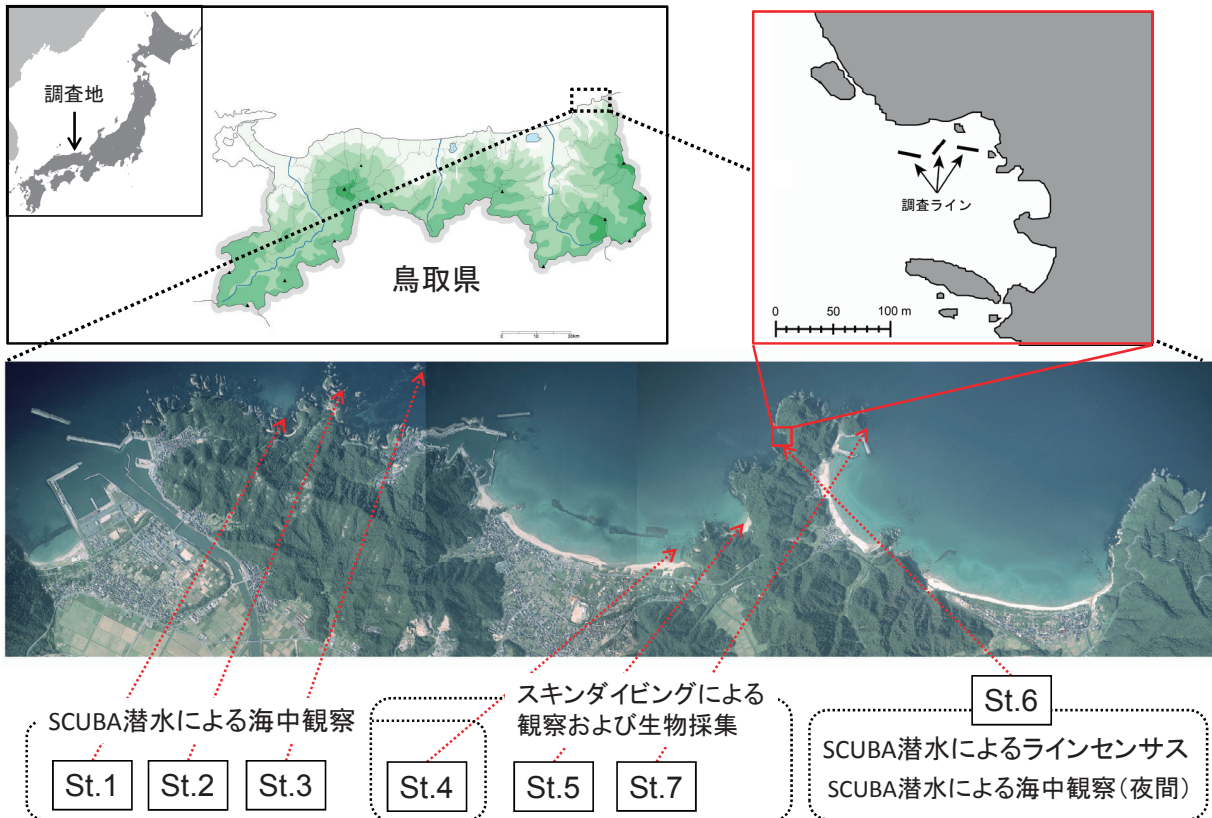 調査地
鳥取県
0 10 20km
調査ライン
0 50 100 m
SCUBA潜水による海中観察
St.1
St.2
St.3
St.4
スキンダイビングによる
観察および生物採集
St.5
St.7
St.6
SCUBA潜水によるラインセンサス
SCUBA潜水による海中観察(夜間)